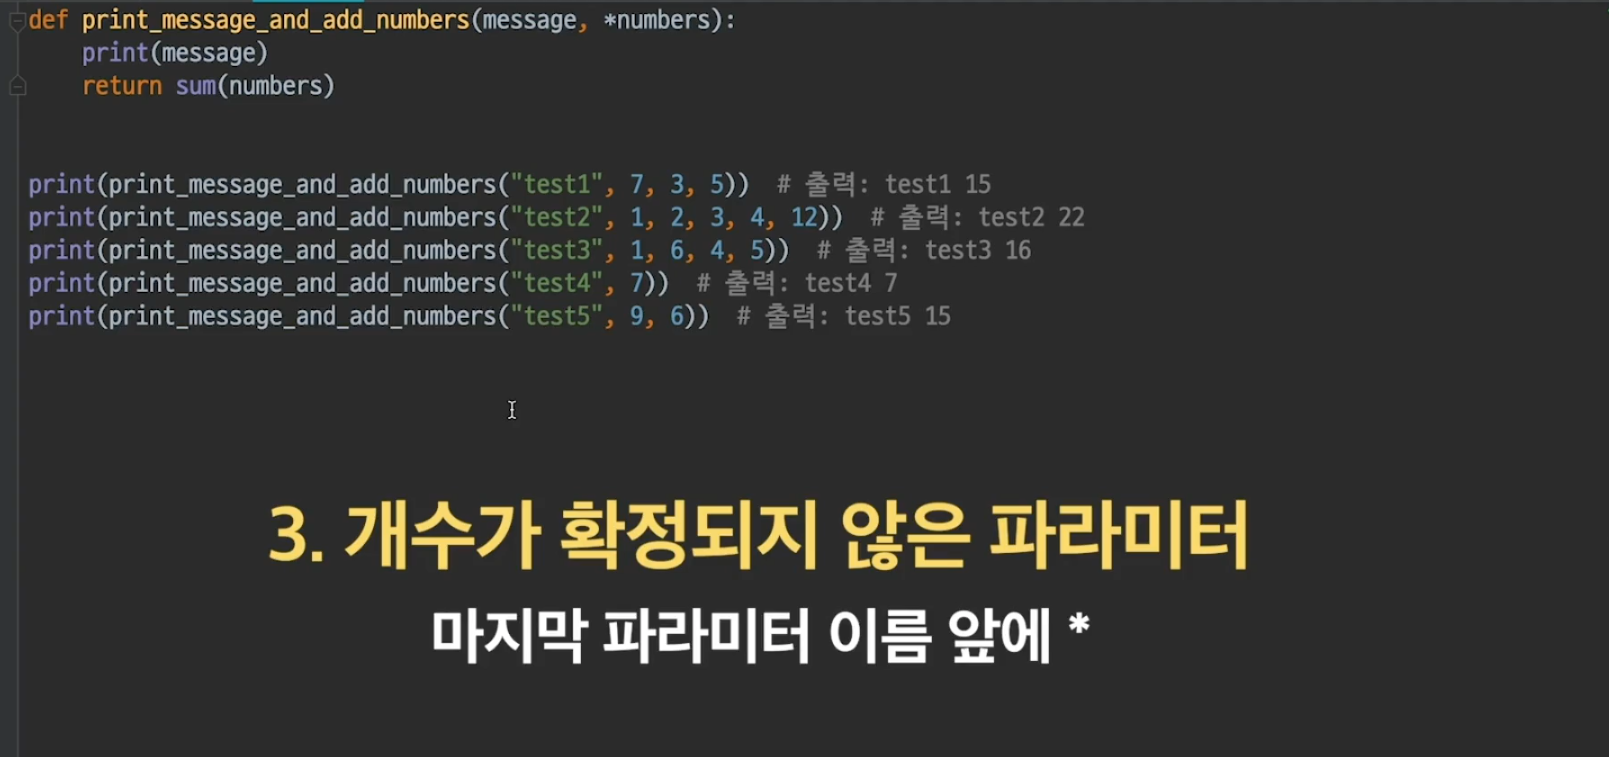 def print_message_and_add_numbers(message, *numbers):
    print(message)
    return sum(numbers)
print(print_message_and_add_numbers("test1", 7, 3, 5))  # 출력: test1 15
print(print_message_and_add_numbers("test2", 1, 2, 3, 4, 12))  # 출력: test2 22
print(print_message_and_add_numbers("test3", 1, 6, 4, 5))  # 출력: test3 16
print(print_message_and_add_numbers("test4", 7))  # 출력: test4 7
print(print_message_and_add_numbers("test5", 9, 6))  # 출력: test5 15
3. 개수가 확정되지 않은 파라미터
마지막 파라미터 이름 앞에 *